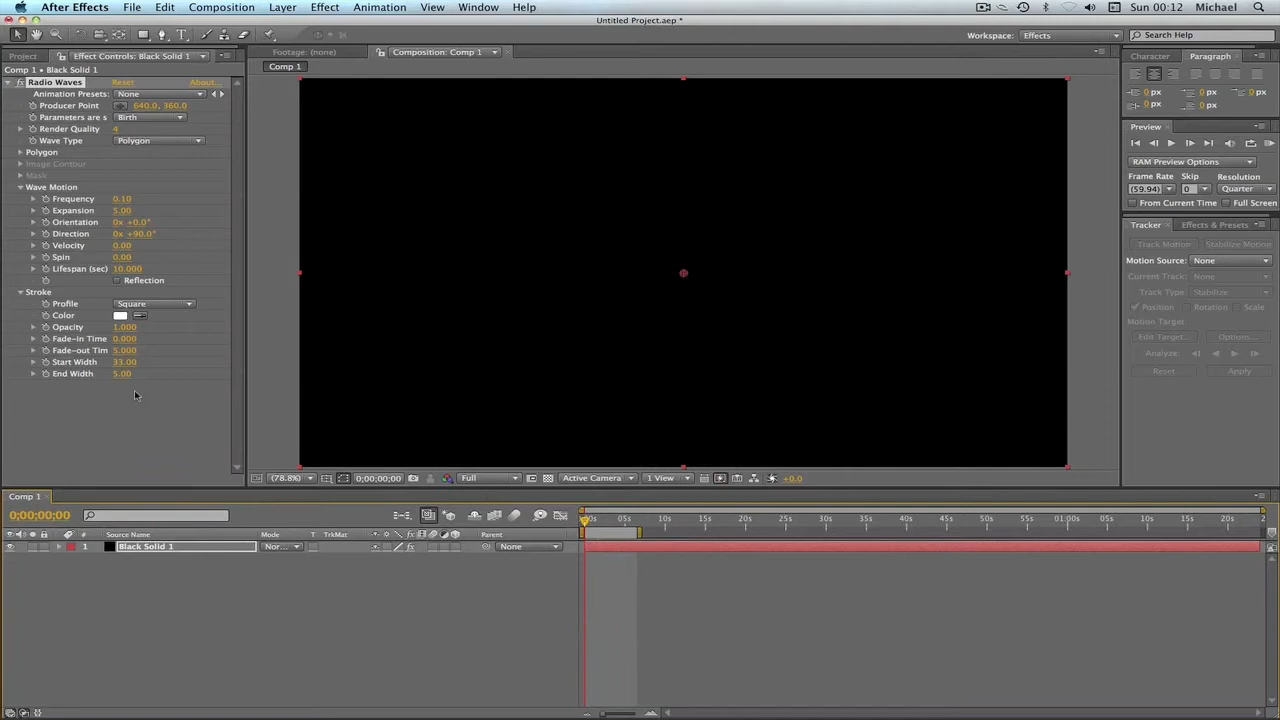 After Effects File Edit Composition Layer Effect Animation View Window Help Sun 00:12 Michael
Untitled Project.aep *
Workspace: Effects Search Help
Project Effect Controls: Black Solid 1 Footage: (none) Composition: Comp 1 Character Paragraph
Comp 1 • Black Solid 1 Comp 1
Radio Waves Reset About...
Animation Presets: None
Producer Point 640.0, 360.0
Parameters are s Birth
Render Quality 4
Wave Type Polygon
Polygon
Image Contour
Mask
Wave Motion
Frequency 0.10
Expansion 5.00
Orientation 0x +0.0°
Direction 0x +90.0°
Velocity 0.00
Spin 0.00
Lifespan (sec) 10.000
Reflection
Stroke
Profile Square
Color
Opacity 1.000
Fade-in Time 0.000
Fade-out Tim 5.000
Start Width 33.00
End Width 5.00
0 px 0 px 0 px
0 px 0 px
Preview
RAM Preview Options
Frame Rate Skip Resolution
(59.94) 0 Quarter
From Current Time Full Screen
Tracker Effects & Presets
Track Motion Stabilize Motion
Motion Source: None
Current Track: None
Track Type: Stabilize
Position Rotation Scale
Motion Target:
Edit Target... Options...
Analyze:
Reset Apply
(78.8%) 0;00;00;00 Full Active Camera 1 View +0.0
Comp 1
0;00;00;00
00s 05s 10s 15s 20s 25s 30s 35s 40s 45s 50s 55s 01:00s 05s 10s 15s 20s 2
# Source Name Mode T TrkMat fx Parent
1 Black Solid 1 Nor... fx None